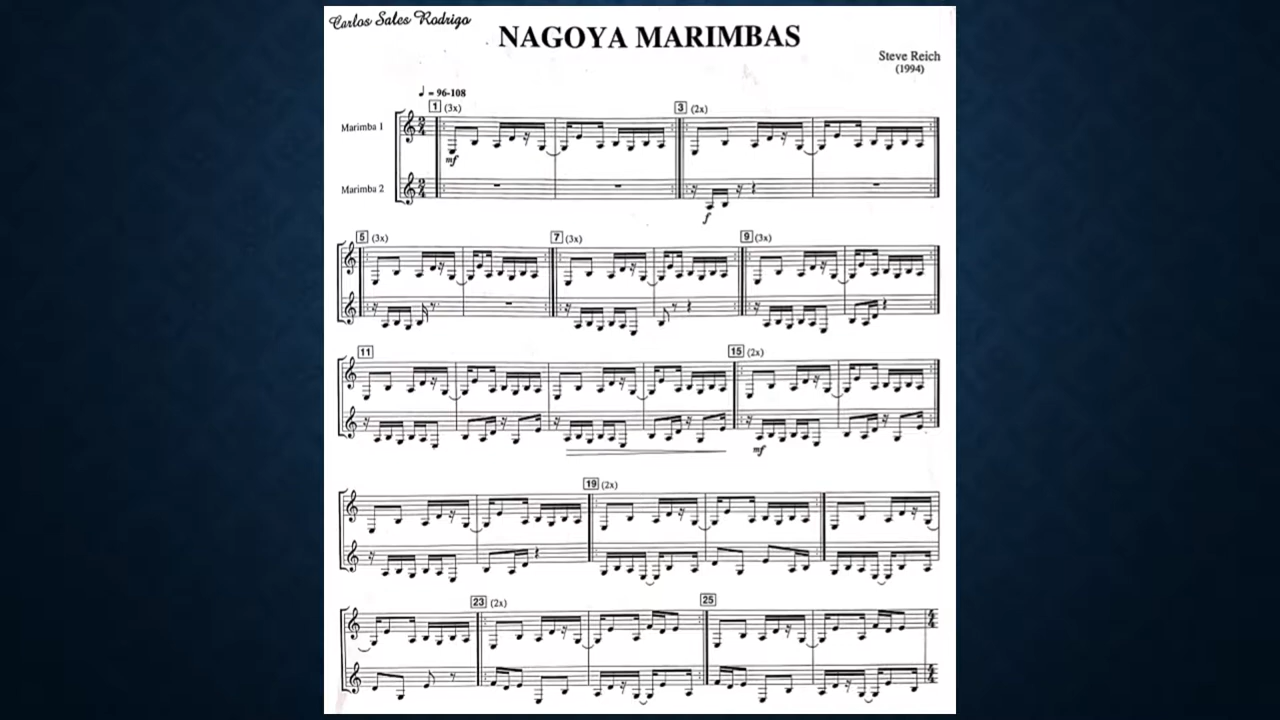 Carlos Sales Rodrigo
NAGOYA MARIMBAS
Steve Reich
(1994)
♩ = 96-108
1 (3x) 3 (2x)
Marimba 1
mf
Marimba 2
f
5 (3x) 7 (3x) 9 (3x)
11 15 (2x)
mf
19 (2x)
23 (2x) 25